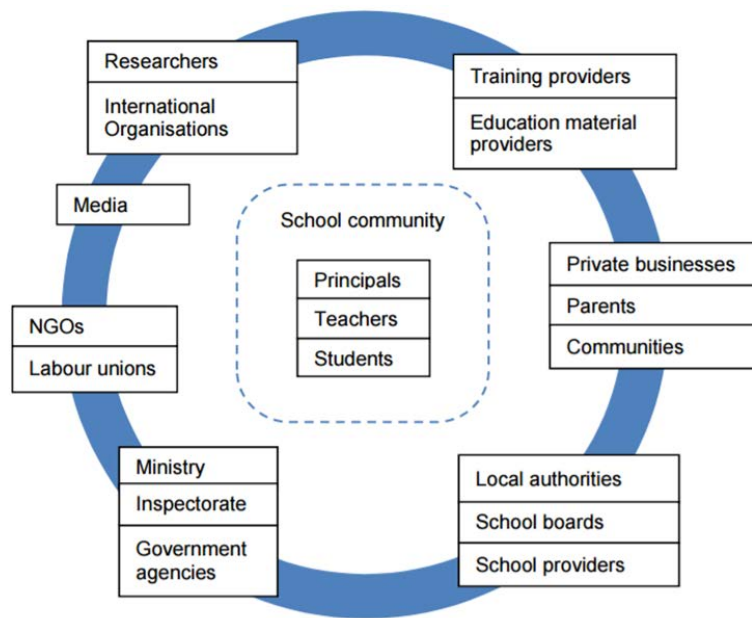 Researchers
International
Organisations
Training providers
Education material
providers
Media
School community
Principals
Teachers
Students
Private businesses
Parents
Communities
NGOs
Labour unions
Ministry
Inspectorate
Government
agencies
Local authorities
School boards
School providers